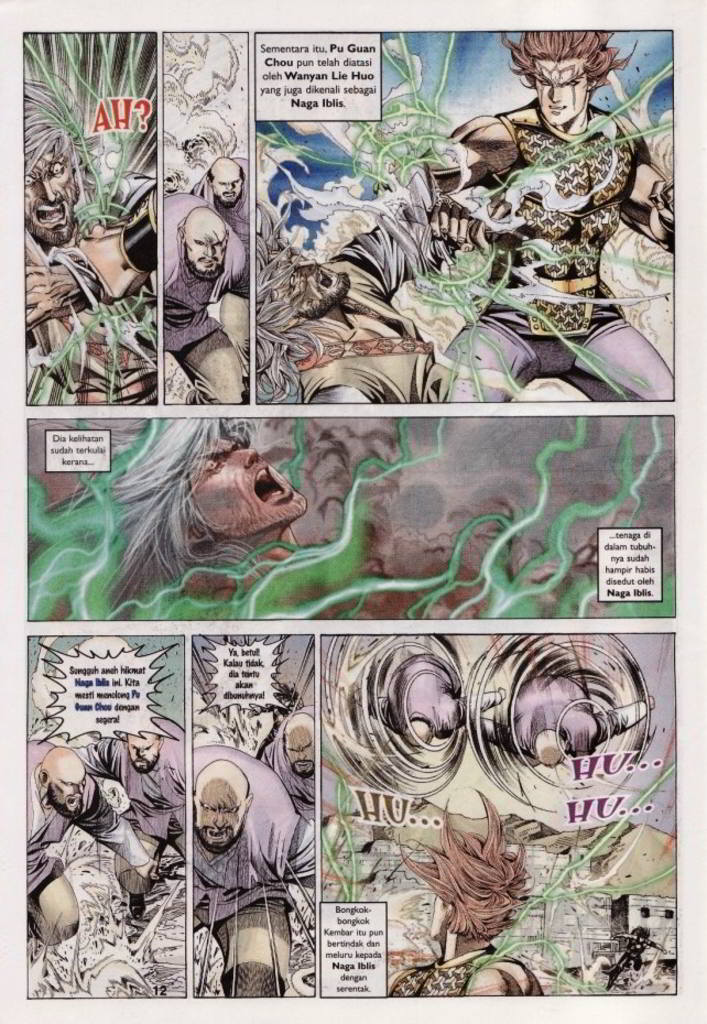 AH?
Sementara itu, Pu Guan
Chou pun telah diatasi
oleh Wanyan Lie Huo
yang juga dikenali sebagai
Naga Iblis.
Dia kelihatan
sudah terkulai
kerana...
...tenaga di
dalam tubuh-
nya sudah
hampir habis
disedut oleh
Naga Iblis.
Sungguh aneh hikmat
Naga Iblis ini. Kita
mesti menolong Pu
Guan Chou dengan
segera!
Ya, betul!
Kalau tidak,
dia tentu
akan
dibunuhnya!
HU...
HU...
HU...
Bongkok-
bongkok
Kembar itu pun
bertindak dan
meluru kepada
Naga Iblis
dengan
serentak.
12